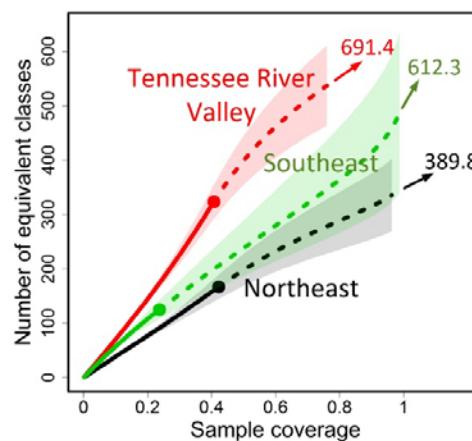 691.4
612.3
389.8
Tennessee River
Valley
Southeast
Northeast
Number of equivalent classes
600
500
400
300
200
100
0
0 0.2 0.4 0.6 0.8 1
Sample coverage